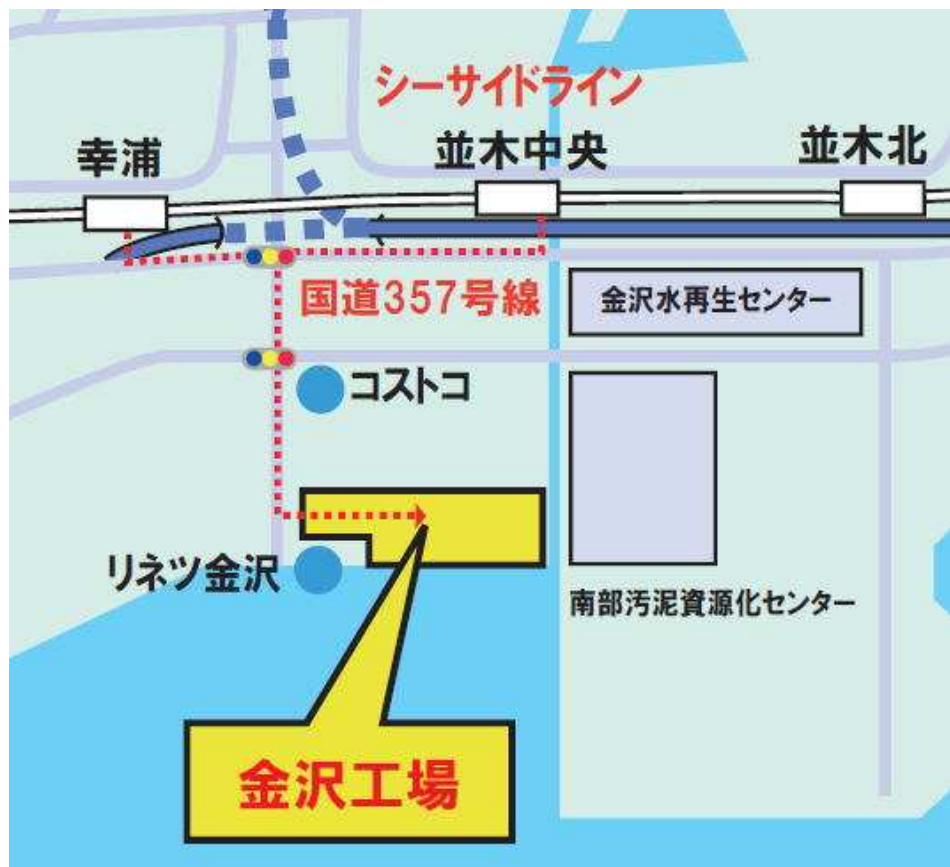 シーサイドライン
幸浦
並木中央
並木北
国道357号線
金沢水再生センター
コストコ
リネツ金沢
南部汚泥資源化センター
金沢工場